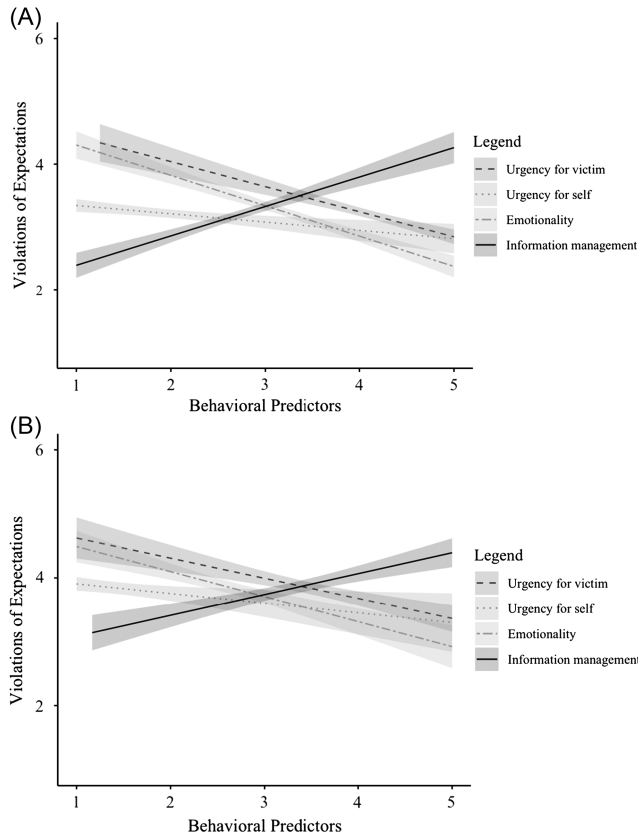 (A)
6
4
2
Violations of Expectations
1 2 3 4 5
Behavioral Predictors
Legend
Urgency for victim
Urgency for self
Emotionality
Information management
(B)
6
4
2
Violations of Expectations
1 2 3 4 5
Behavioral Predictors
Legend
Urgency for victim
Urgency for self
Emotionality
Information management